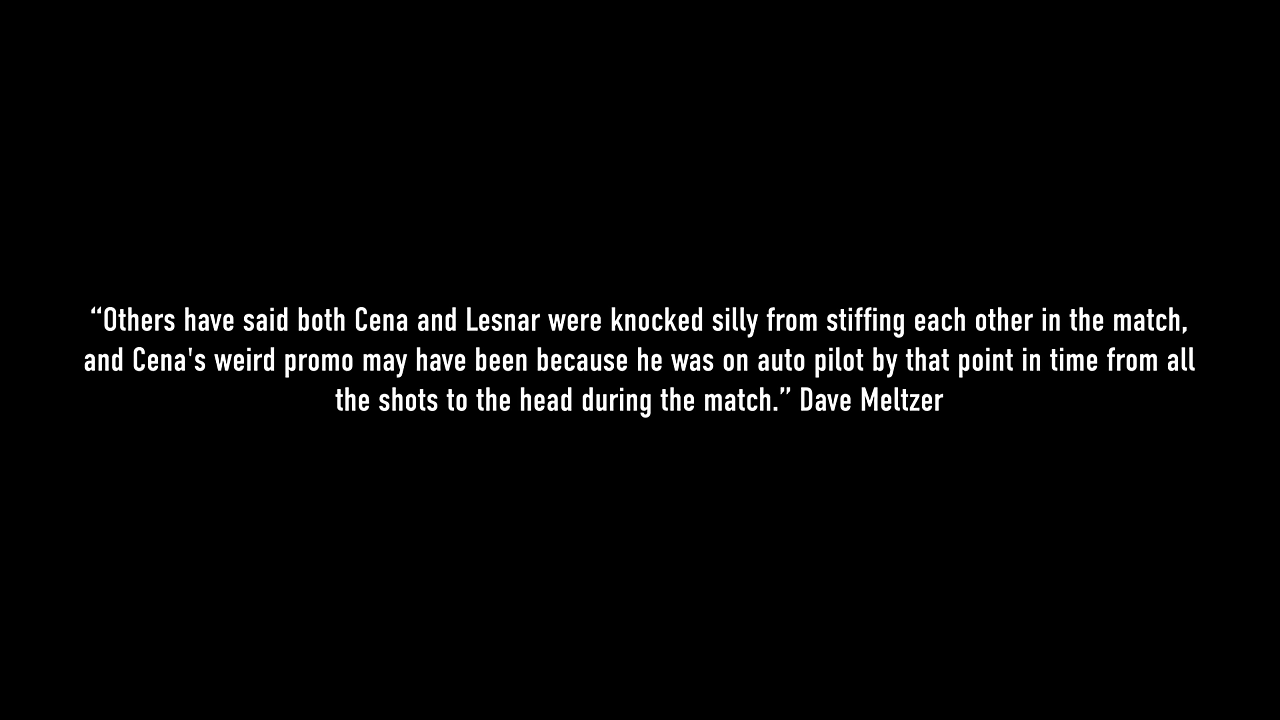 “Others have said both Cena and Lesnar were knocked silly from stiffing each other in the match,
and Cena's weird promo may have been because he was on auto pilot by that point in time from all
the shots to the head during the match.” Dave Meltzer